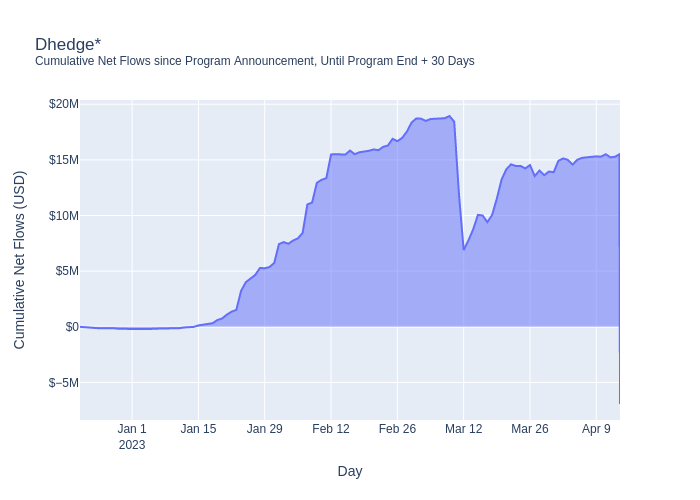 Dhedge*
Cumulative Net Flows since Program Announcement, Until Program End + 30 Days
Cumulative Net Flows (USD)
$20M
$15M
$10M
$5M
$0
$−5M
Jan 1
2023
Jan 15
Jan 29
Feb 12
Feb 26
Mar 12
Mar 26
Apr 9
Day